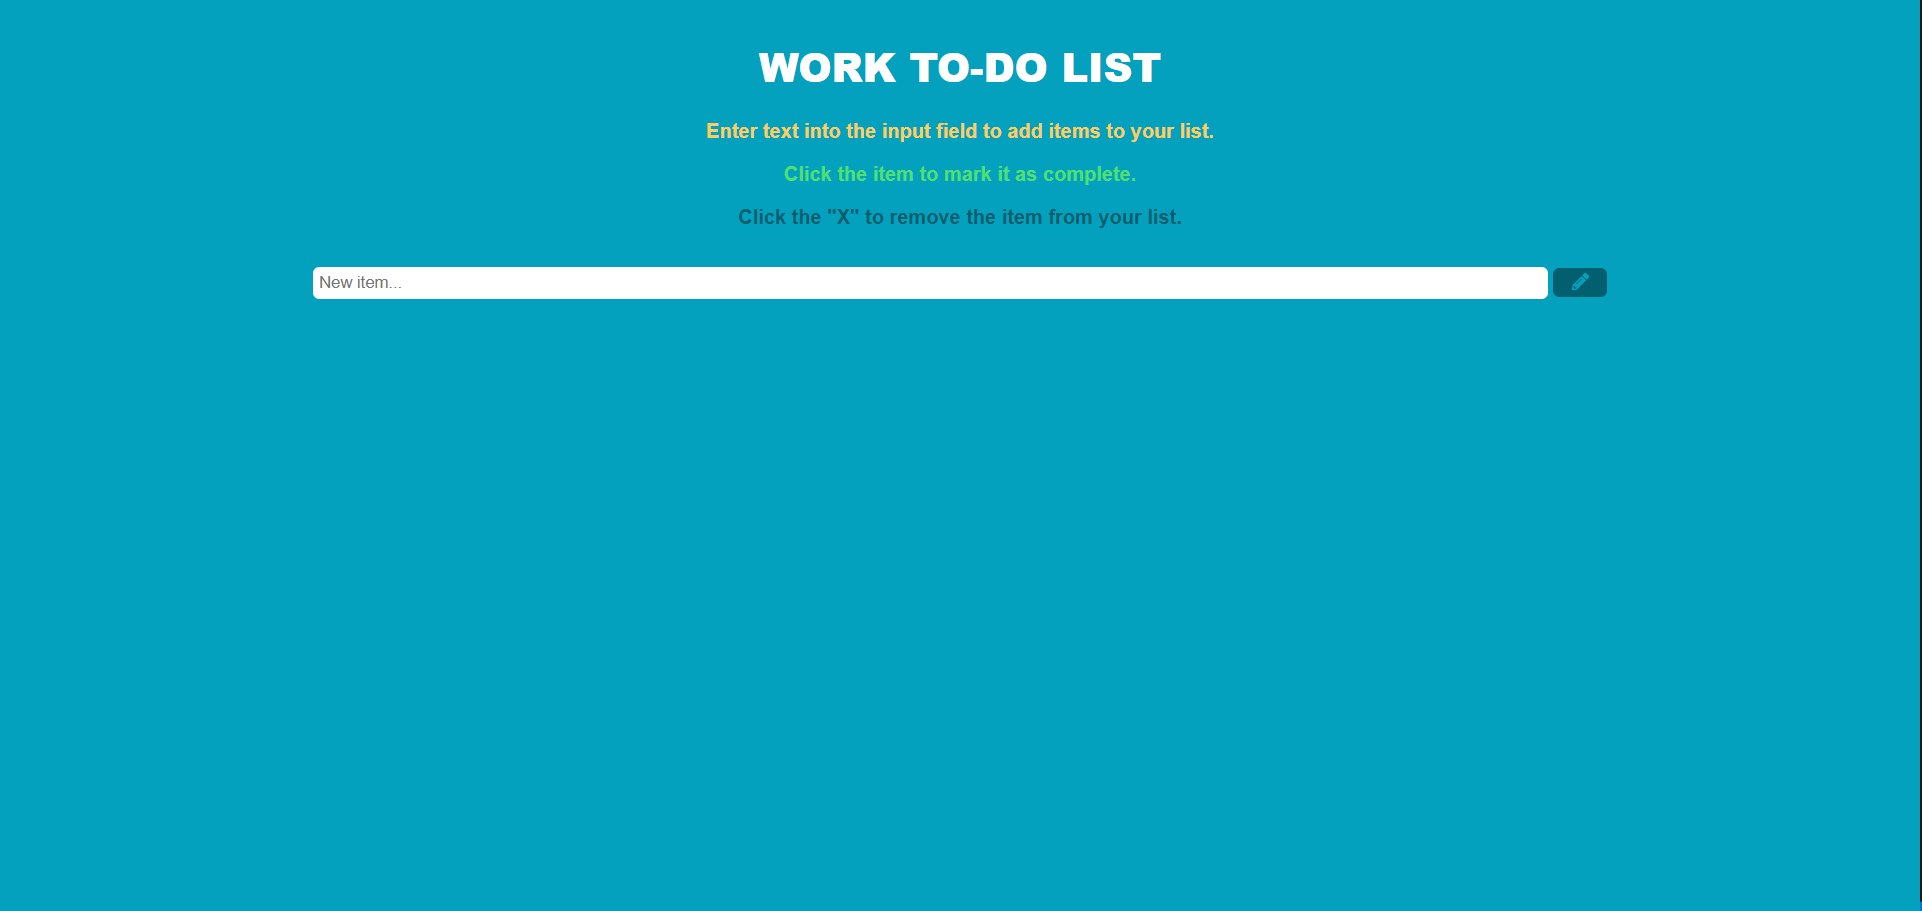 WORK TO-DO LIST
Enter text into the input field to add items to your list.
Click the item to mark it as complete.
Click the "X" to remove the item from your list.
New item...